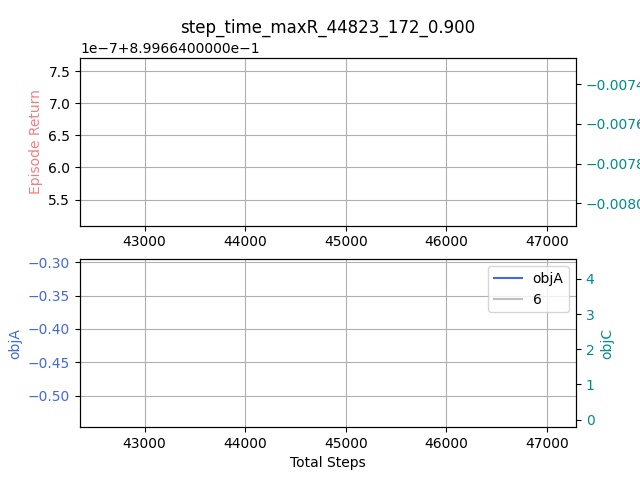 step_time_maxR_44823_172_0.900
1e-7+8.9966400000e-1
7.5
7.0
6.5
6.0
5.5
Episode Return
−0.0074
−0.0076
−0.0078
−0.0080
43000 44000 45000 46000 47000
−0.30
−0.35
−0.40
−0.45
−0.50
objA
objA
6
4
3
2
1
0
objC
43000 44000 45000 46000 47000
Total Steps